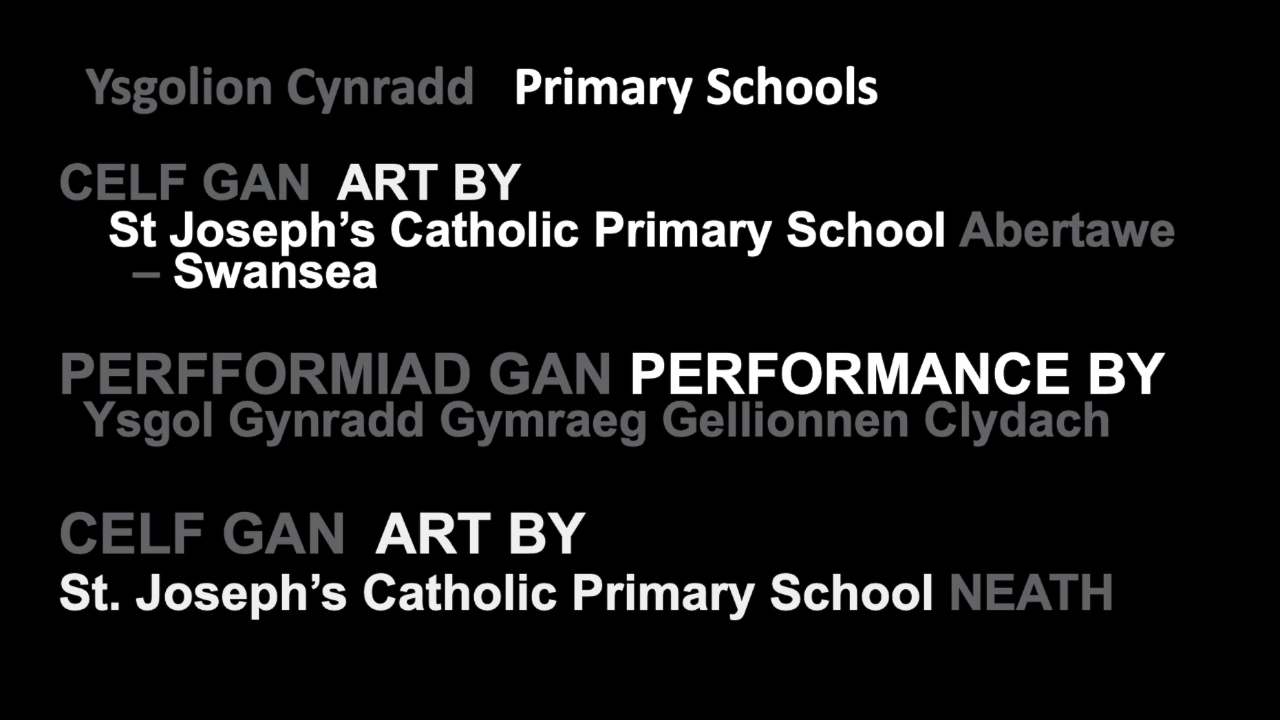 Ysgolion Cynradd Primary Schools
CELF GAN ART BY
St Joseph’s Catholic Primary School Abertawe
– Swansea
PERFFORMIAD GAN PERFORMANCE BY
Ysgol Gynradd Gymraeg Gellionnen Clydach
CELF GAN ART BY
St. Joseph’s Catholic Primary School NEATH